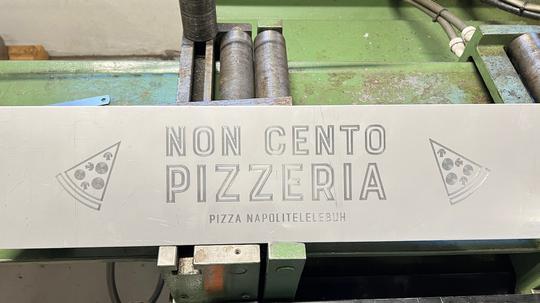 NON CENTO
PIZZERIA
PIZZA NAPOLITELELEBUH